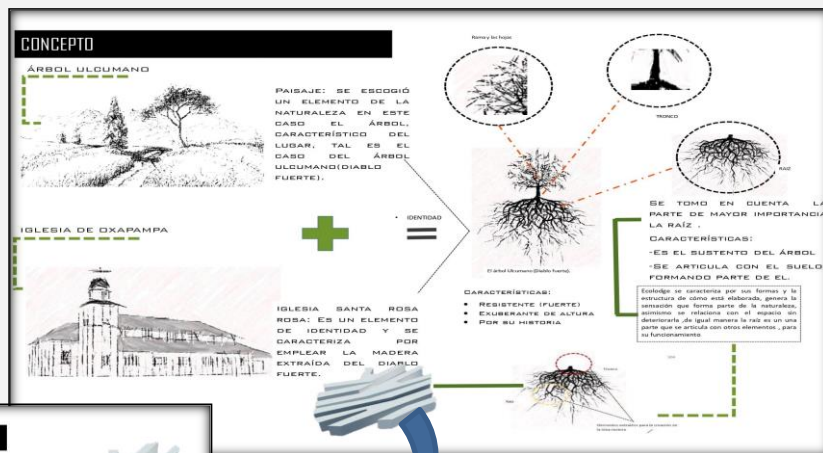 CONCEPTO
ÁRBOL ULCUMANO
PAISAJE: SE ESCOGIÓ
UN ELEMENTO DE LA
NATURALEZA EN ESTE
CASO EL ÁRBOL,
CARACTERÍSTICO DEL
LUGAR, TAL ES EL
CASO DEL ÁRBOL
ULCUMANO(DIABLO
FUERTE).
IGLESIA DE OXAPAMPA
IGLESIA SANTA ROSA
ROSA: ES UN ELEMENTO
DE IDENTIDAD Y SE
CARACTERIZA POR
EMPLEAR LA MADERA
EXTRAÍDA DEL DIABLO
FUERTE.
• IDENTIDAD
Rama y las hojas
TRONCO
RAIZ
El árbol Ulcumano (Diablo fuerte).
CARACTERÍSTICAS:
• RESISTENTE (FUERTE)
• EXUBERANTE DE ALTURA
• POR SU HISTORIA
SE TOMO EN CUENTA LA
PARTE DE MAYOR IMPORTANCIA
LA RAÍZ .
CARACTERÍSTICAS:
-ES EL SUSTENTO DEL ÁRBOL
-SE ARTICULA CON EL SUELO
FORMANDO PARTE DE EL.
Ecolodge se caracteriza por sus formas y la
estructura de cómo está elaborada, genera la
sensación que forma parte de la naturaleza,
asimismo se relaciona con el espacio sin
deteriorarla ,de igual manera la raíz es un una
parte que se articula con otros elementos , para
su funcionamiento